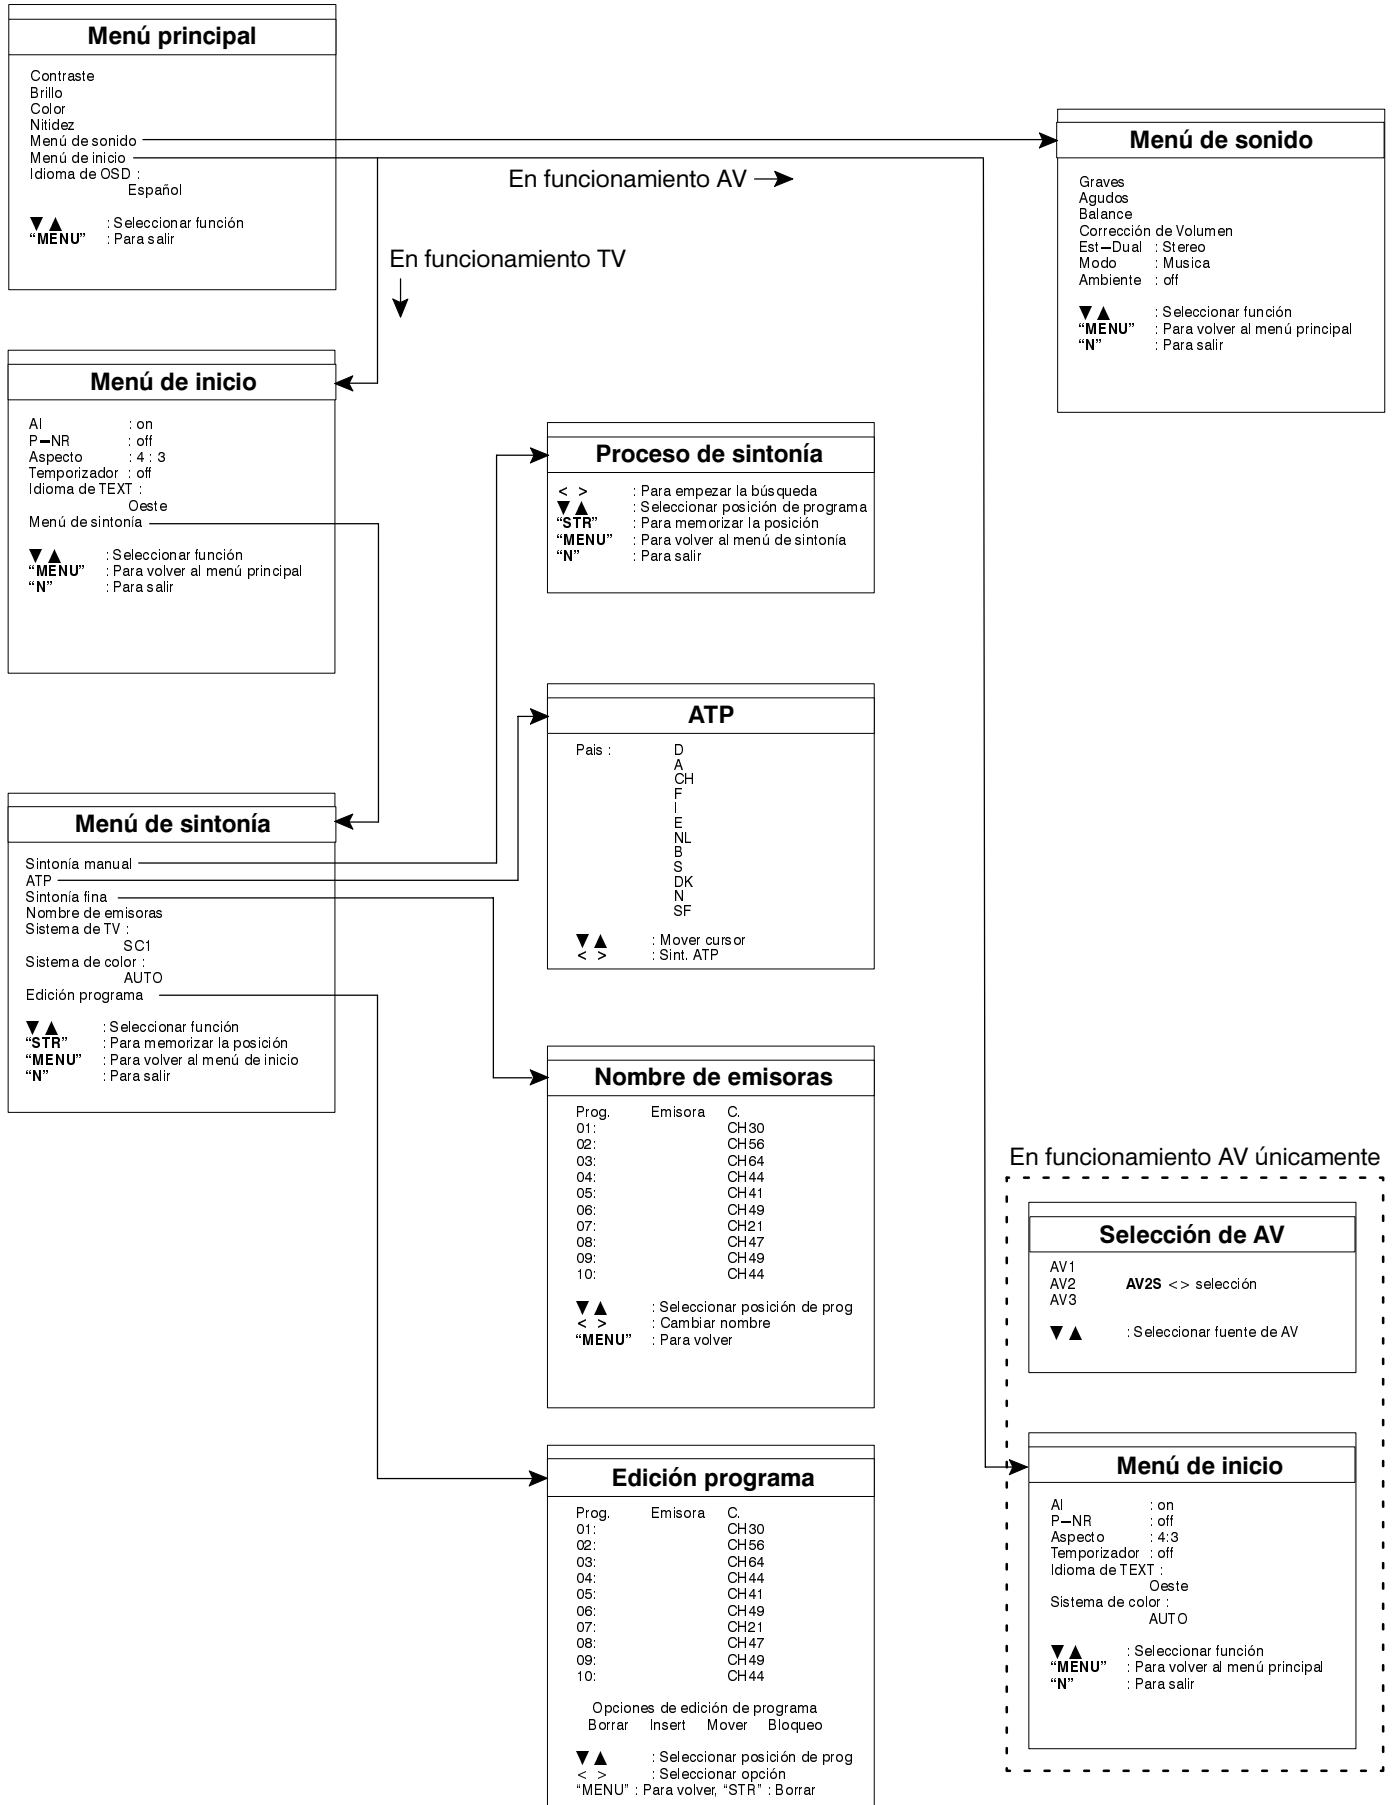 Menú principal
Contraste
Brillo
Color
Nitidez
Menú de sonido
Menú de inicio
Idioma de OSD :
Español
▼ ▲ : Seleccionar función
“MENU” : Para salir
En funcionamiento AV →
En funcionamiento TV
↓
Menú de sonido
Graves
Agudos
Balance
Corrección de Volumen
Est–Dual : Stereo
Modo : Musica
Ambiente : off
▼ ▲ : Seleccionar función
“MENU” : Para volver al menú principal
“N” : Para salir
Menú de inicio
AI : on
P–NR : off
Aspecto : 4 : 3
Temporizador : off
Idioma de TEXT :
Oeste
Menú de sintonía
▼ ▲ : Seleccionar función
“MENU” : Para volver al menú principal
“N” : Para salir
Proceso de sintonía
< > : Para empezar la búsqueda
▼ ▲ : Seleccionar posición de programa
“STR” : Para memorizar la posición
“MENU” : Para volver al menú de sintonía
“N” : Para salir
ATP
Pais : D
A
CH
F
I
E
NL
B
S
DK
N
SF
▼ ▲ : Mover cursor
< > : Sint. ATP
Menú de sintonía
Sintonía manual
ATP
Sintonía fina
Nombre de emisoras
Sistema de TV :
SC1
Sistema de color :
AUTO
Edición programa
▼ ▲ : Seleccionar función
“STR” : Para memorizar la posición
“MENU” : Para volver al menú de inicio
“N” : Para salir
Nombre de emisoras
Prog. Emisora C.
01: CH30
02: CH56
03: CH64
04: CH44
05: CH41
06: CH49
07: CH21
08: CH47
09: CH49
10: CH44
▼ ▲ : Seleccionar posición de prog
< > : Cambiar nombre
“MENU” : Para volver
Edición programa
Prog. Emisora C.
01: CH30
02: CH56
03: CH64
04: CH44
05: CH41
06: CH49
07: CH21
08: CH47
09: CH49
10: CH44
Opciones de edición de programa
Borrar Insert Mover Bloqueo
▼ ▲ : Seleccionar posición de prog
< > : Seleccionar opción
“MENU” : Para volver, “STR” : Borrar
En funcionamiento AV únicamente
Selección de AV
AV1
AV2 AV2S <> selección
AV3
▼ ▲ : Seleccionar fuente de AV
Menú de inicio
AI : on
P–NR : off
Aspecto : 4:3
Temporizador : off
Idioma de TEXT :
Oeste
Sistema de color :
AUTO
▼ ▲ : Seleccionar función
“MENU” : Para volver al menú principal
“N” : Para salir